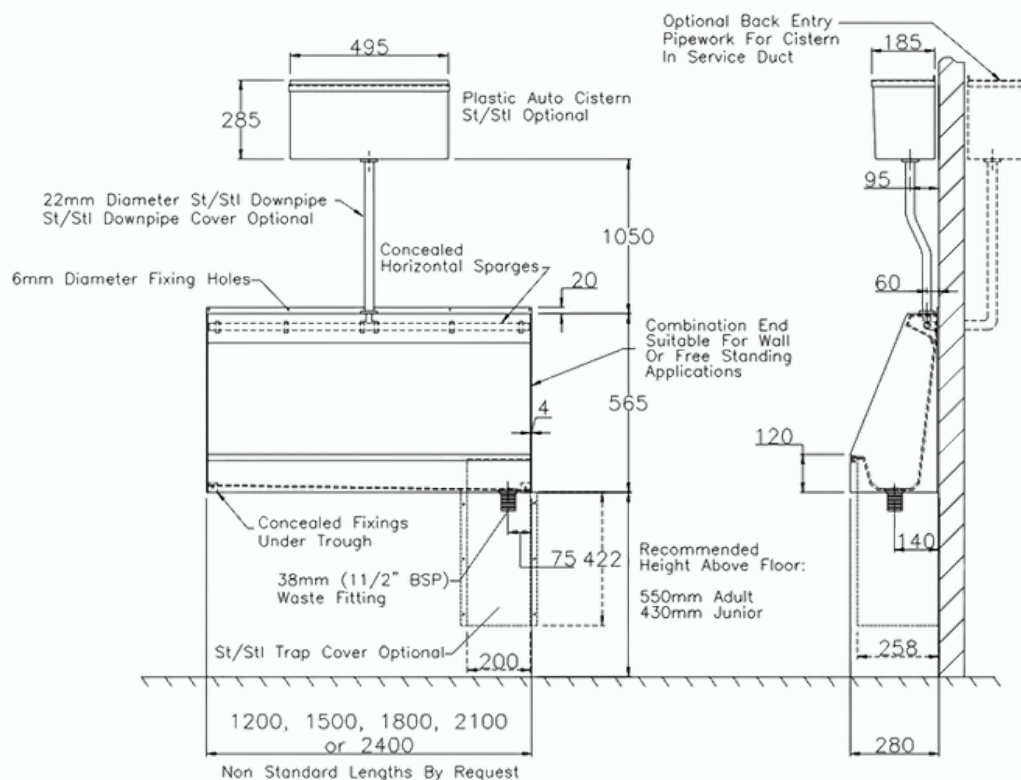 Optional Back Entry
Pipework For Cistern
In Service Duct
495
185
285
Plastic Auto Cistern
St/Stl Optional
95
22mm Diameter St/Stl Downpipe
St/Stl Downpipe Cover Optional
1050
Concealed
Horizontal Sparges
6mm Diameter Fixing Holes
20
60
Combination End
Suitable For Wall
Or Free Standing
Applications
565
4
120
Concealed Fixings
Under Trough
75
422
140
Recommended
Height Above Floor:
550mm Adult
430mm Junior
38mm (11/2" BSP)
Waste Fitting
St/Stl Trap Cover Optional
200
258
1200, 1500, 1800, 2100
or 2400
280
Non Standard Lengths By Request